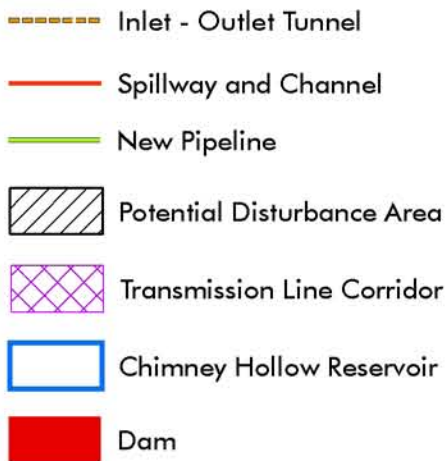 Inlet - Outlet Tunnel
Spillway and Channel
New Pipeline
Potential Disturbance Area
Transmission Line Corridor
Chimney Hollow Reservoir
Dam